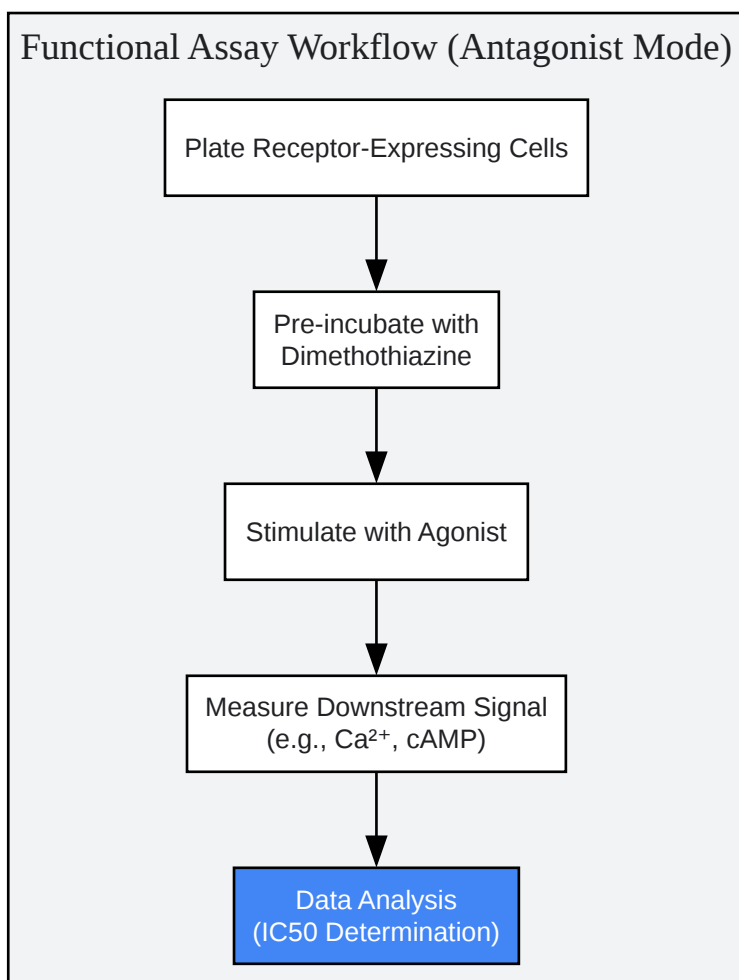 Functional Assay Workflow (Antagonist Mode)
Plate Receptor-Expressing Cells
Pre-incubate with
Dimethothiazine
Stimulate with Agonist
Measure Downstream Signal
(e.g., Ca²⁺, cAMP)
Data Analysis
(IC50 Determination)